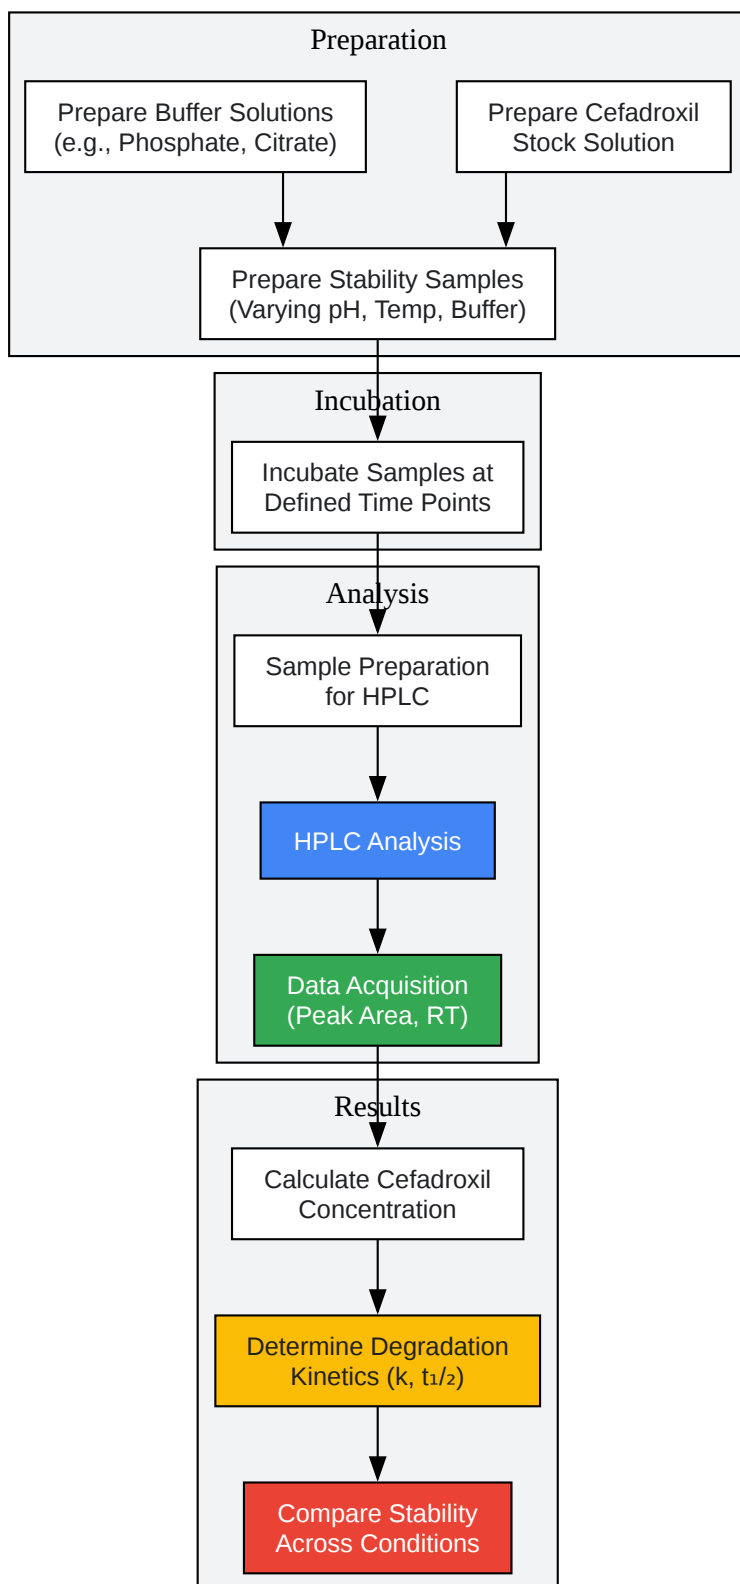 Preparation
Prepare Buffer Solutions
(e.g., Phosphate, Citrate)
Prepare Cefadroxil
Stock Solution
Prepare Stability Samples
(Varying pH, Temp, Buffer)
Incubation
Incubate Samples at
Defined Time Points
Analysis
Sample Preparation
for HPLC
HPLC Analysis
Data Acquisition
(Peak Area, RT)
Results
Calculate Cefadroxil
Concentration
Determine Degradation
Kinetics (k, t₁/₂)
Compare Stability
Across Conditions